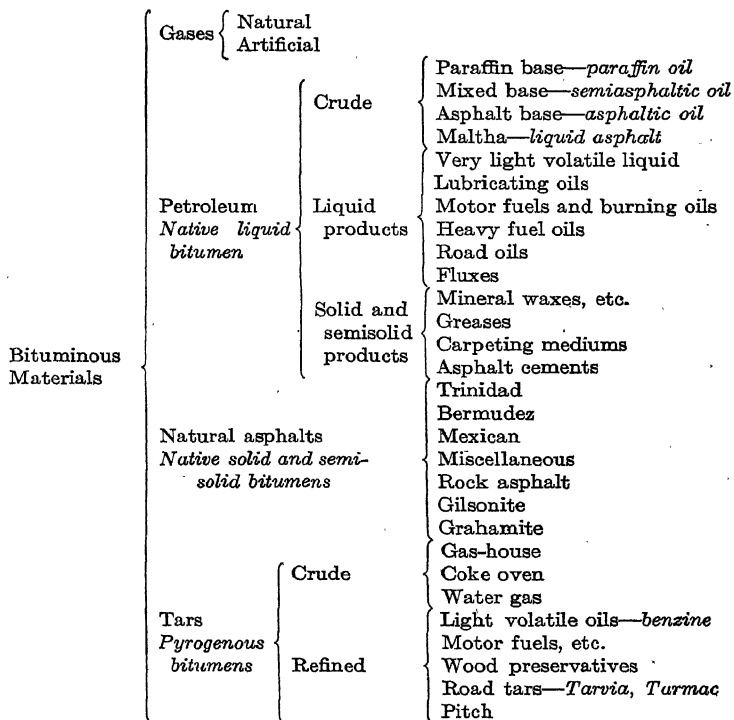 Gases Natural
Artificial
Paraffin base—paraffin oil
Crude Mixed base—semiasphaltic oil
Asphalt base—asphaltic oil
Maltha—liquid asphalt
Very light volatile liquid
Lubricating oils
Petroleum Liquid Motor fuels and burning oils
Native liquid products Heavy fuel oils
bitumen Road oils
Fluxes
Solid and Mineral waxes, etc.
semisolid Greases
products Carpeting mediums
Bituminous Asphalt cements
Materials Trinidad
Bermudez
Natural asphalts Mexican
Native solid and semi- Miscellaneous
solid bitumens Rock asphalt
Gilsonite
Grahamite
Gas-house
Crude Coke oven
Water gas
Tars Light volatile oils—benzine
Pyrogenous Motor fuels, etc.
bitumens Refined Wood preservatives
Road tars—Tarvia, Tarmac
Pitch